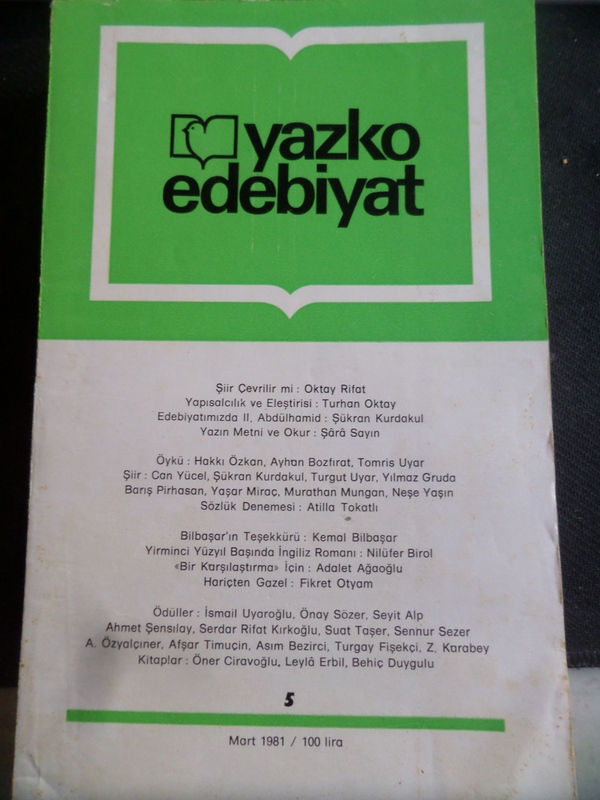 yazko
edebiyat
Şiir Çevrilir mi : Oktay Rifat
Yapısalcılık ve Eleştirisi : Turhan Oktay
Edebiyatımızda II. Abdülhamid : Şükran Kurdakul
Yazın Metni ve Okur : Şârâ Sayın
Öykü : Hakkı Özkan, Ayhan Bozfırat, Tomris Uyar
Şiir : Can Yücel, Şükran Kurdakul, Turgut Uyar, Yılmaz Gruda
Barış Pirhasan, Yaşar Miraç, Murathan Mungan, Neşe Yaşın
Sözlük Denemesi : Atilla Tokatlı
Bilbaşar'ın Teşekkürü : Kemal Bilbaşar
Yirminci Yüzyıl Başında İngiliz Romanı : Nilüfer Birol
«Bir Karşılaştırma» İçin : Adalet Ağaoğlu
Hariçten Gazel : Fikret Otyam
Ödüller : İsmail Uyaroğlu, Önay Sözer, Seyit Alp
Ahmet Şensılay, Serdar Rifat Kırkoğlu, Suat Taşer, Sennur Sezer
A. Özyalçıner, Afşar Timuçin, Asım Bezirci, Turgay Fişekçi, Z. Karabey
Kitaplar : Öner Ciravoğlu, Leylâ Erbil, Behiç Duygulu
5
Mart 1981 / 100 lira